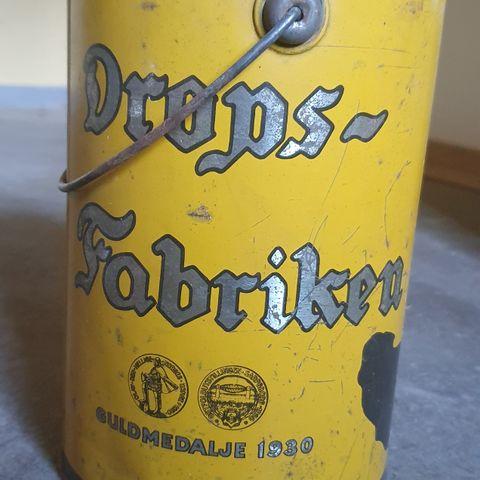 Drops-
Fabriken
GULDMEDALJE 1930